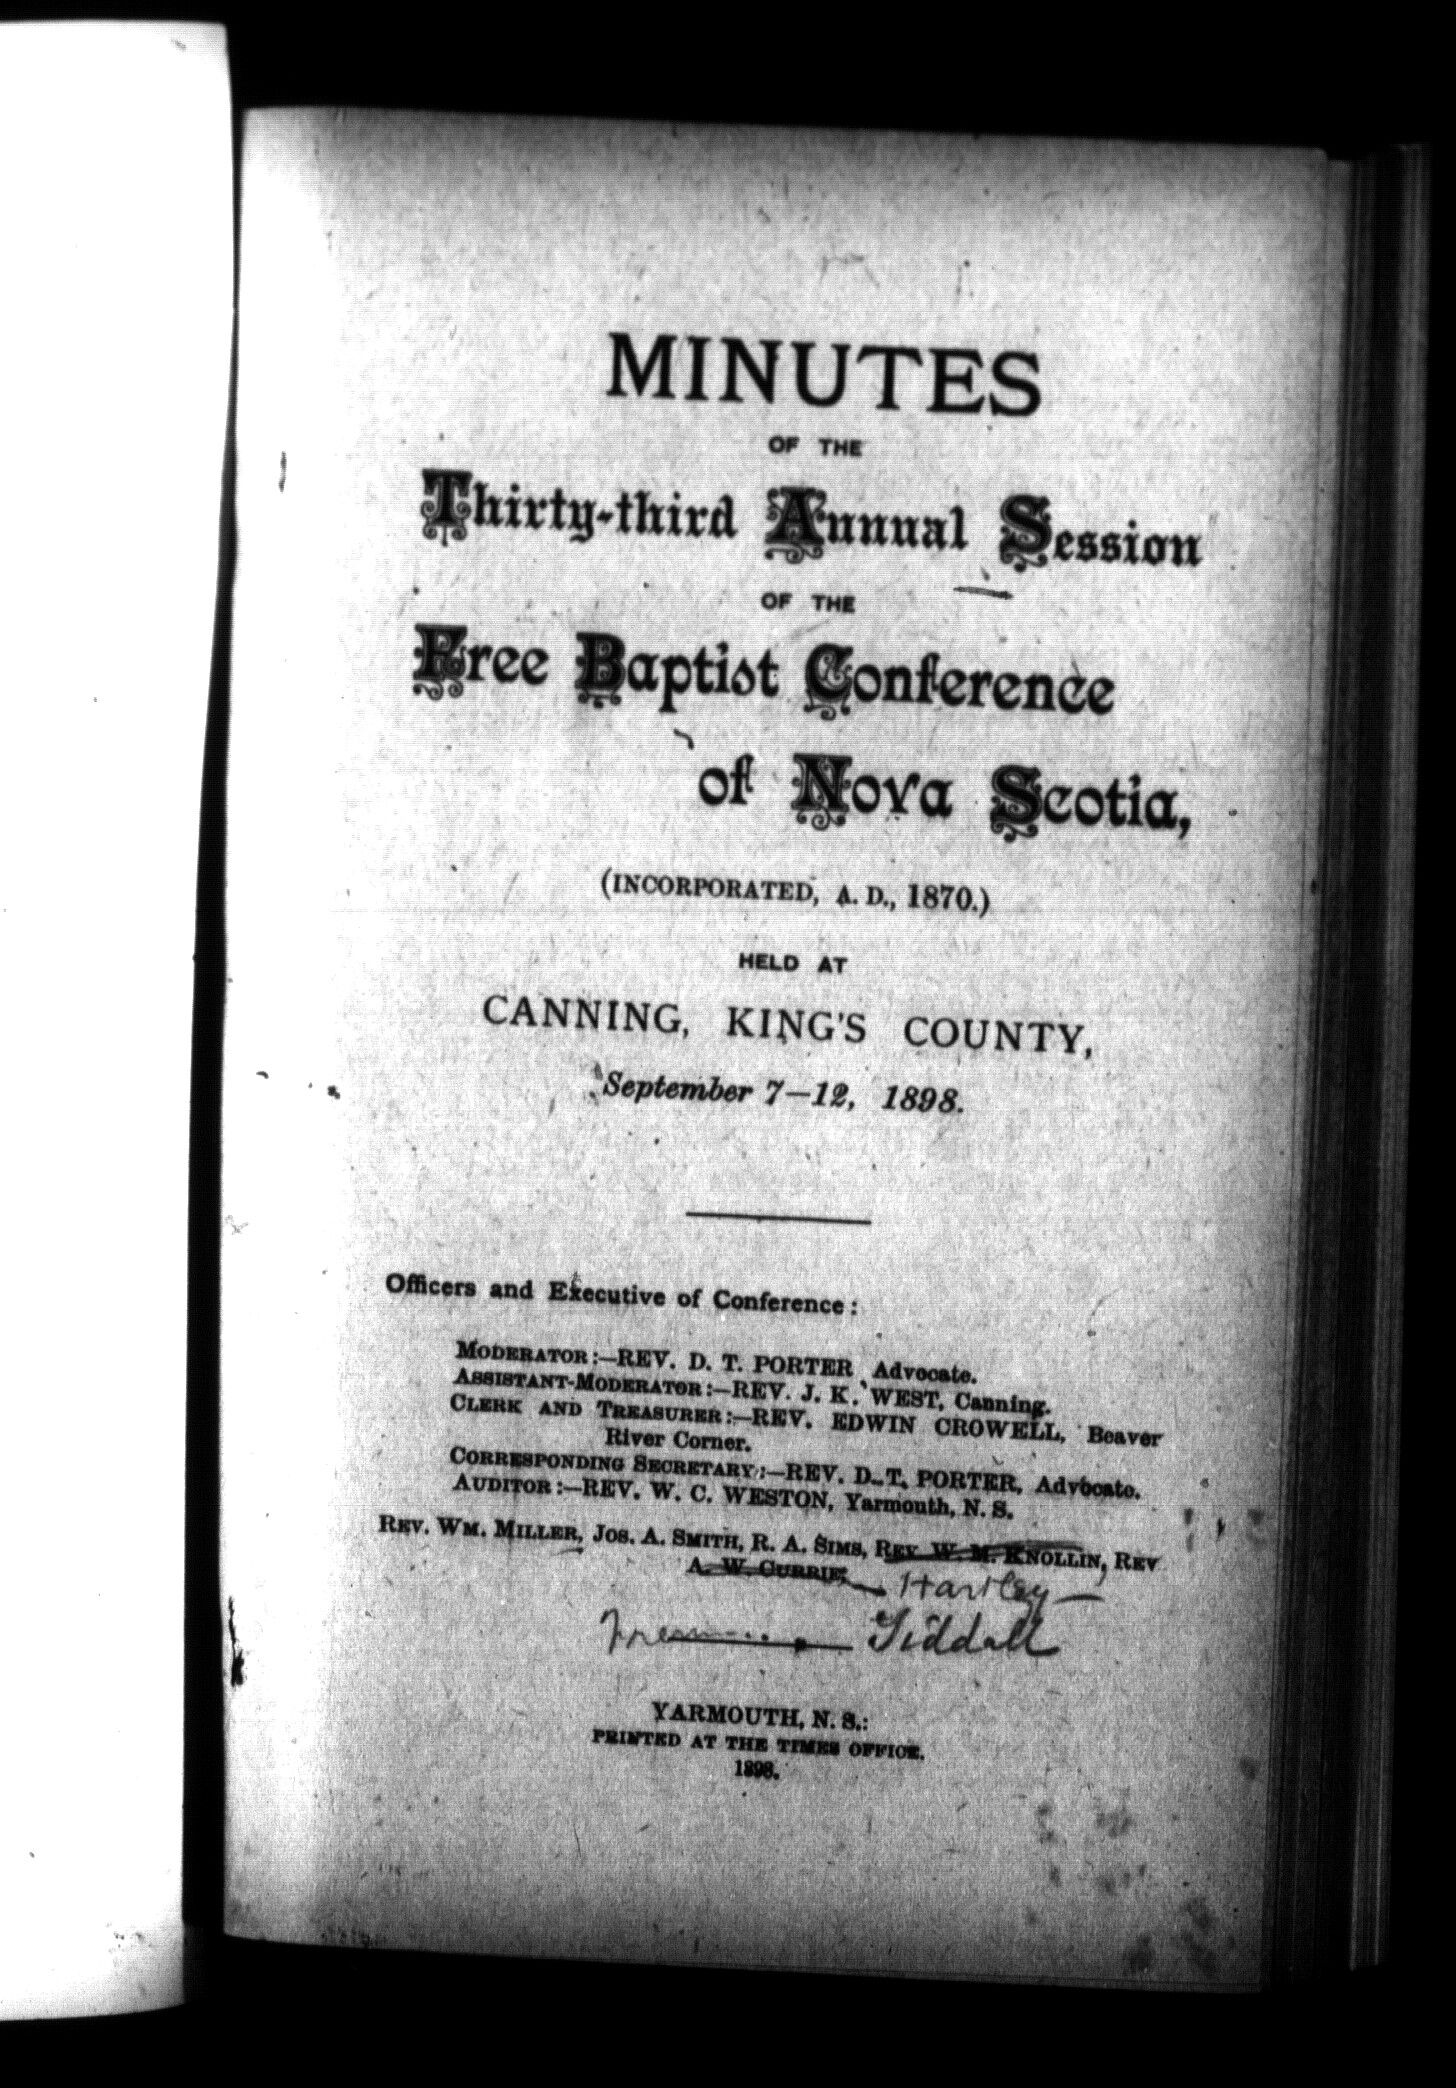 MINUTES
OF THE
Thirty-third Annual Session
OF THE
Free Baptist Conference
of Nova Scotia,
(INCORPORATED, A. D., 1870.)
HELD AT
CANNING, KING'S COUNTY,
September 7–12, 1898.
Officers and Executive of Conference:
MODERATOR:—REV. D. T. PORTER, Advocate.
ASSISTANT-MODERATOR:—REV. J. K. WEST, Canning.
CLERK AND TREASURER:—REV. EDWIN CROWELL, Beaver
River Corner.
CORRESPONDING SECRETARY:—REV. D. T. PORTER, Advocate.
AUDITOR:—REV. W. C. WESTON, Yarmouth, N. S.
REV. WM. MILLER, JOS. A. SMITH, R. A. SIMS, REV W. M. KNOLLIN, REV
A. W. CURRIE,
Hartley
Siddall
YARMOUTH, N. S.:
PRINTED AT THE TIMES OFFICE.
1898.